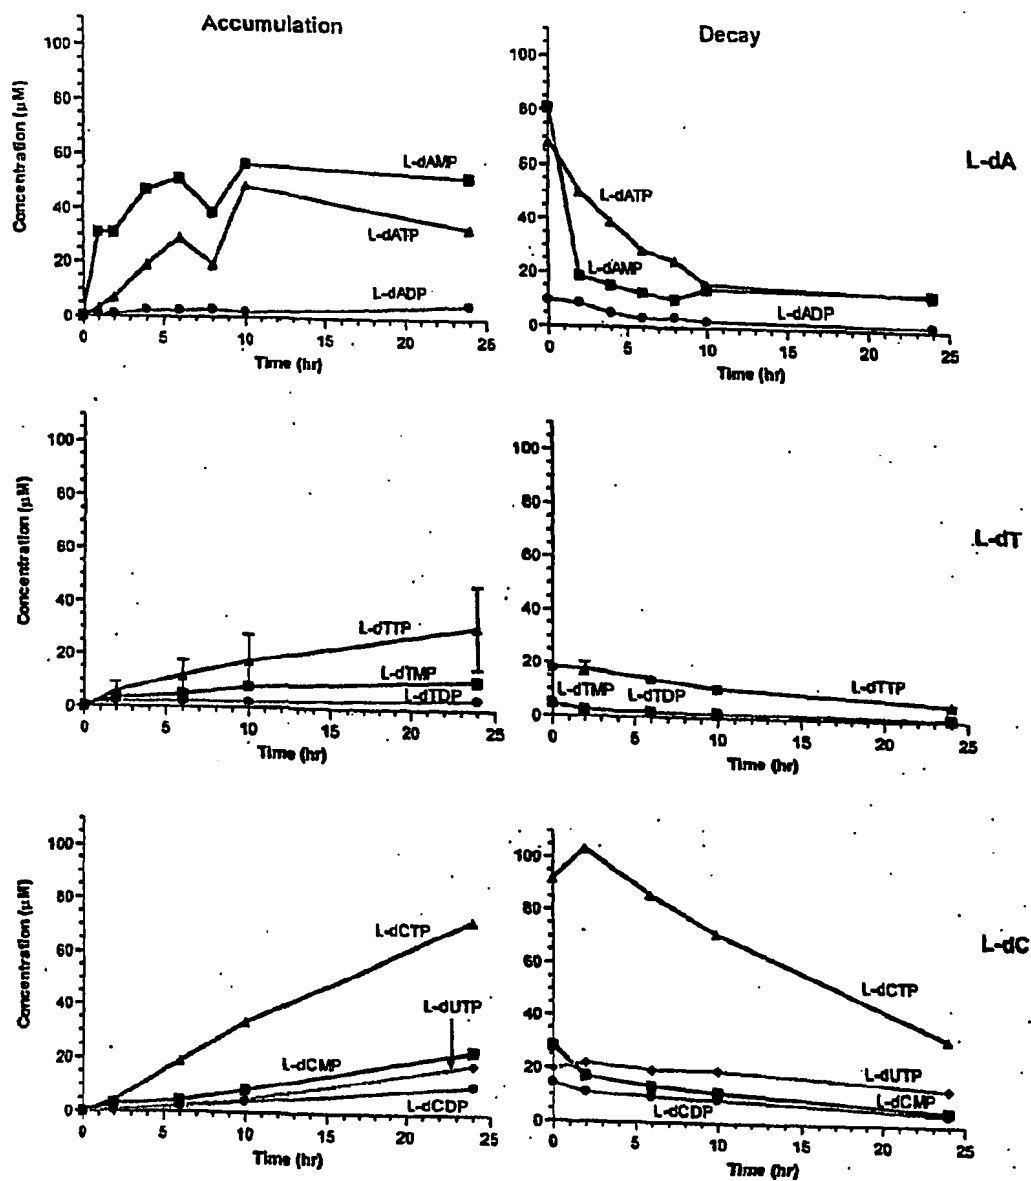 Accumulation
Decay
Concentration (µM)
100
80
60
40
20
0
0 5 10 15 20 25
Time (hr)
L-dAMP
L-dATP
L-dADP
100
80
60
40
20
0
0 5 10 15 20 25
Time (hr)
L-dATP
L-dAMP
L-dADP
L-dA
Concentration (µM)
100
80
60
40
20
0
0 5 10 15 20 25
Time (hr)
L-dTTP
L-dTMP
L-dTDP
100
80
60
40
20
0
0 5 10 15 20 25
Time (hr)
L-dTMP
L-dTDP
L-dTTP
L-dT
Concentration (µM)
100
80
60
40
20
0
0 5 10 15 20 25
Time (hr)
L-dCTP
L-dUTP
L-dCMP
L-dCDP
100
80
60
40
20
0
0 5 10 15 20 25
Time (hr)
L-dCTP
L-dUTP
L-dCMP
L-dCDP
L-dC